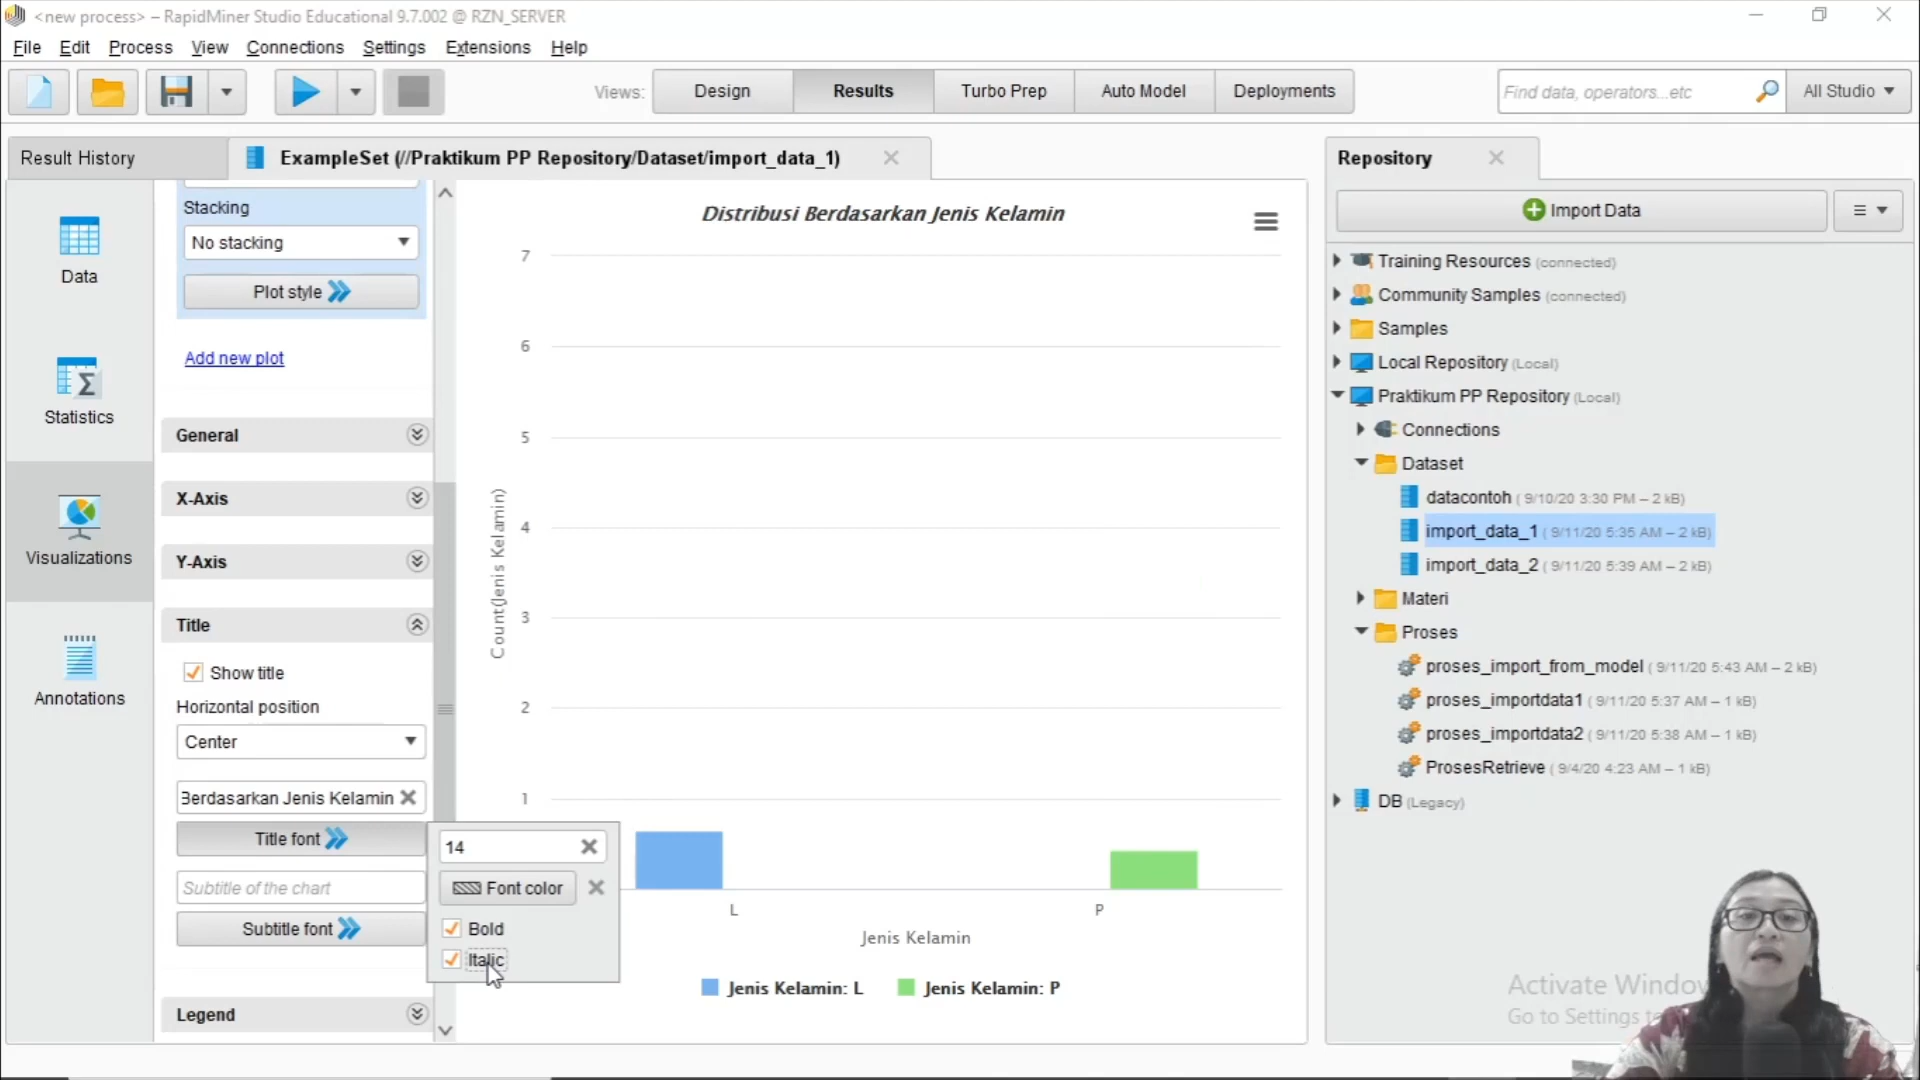 <new process> – RapidMiner Studio Educational 9.7.002 @ RZN_SERVER
File Edit Process View Connections Settings Extensions Help
Views: Design Results Turbo Prep Auto Model Deployments
Find data, operators...etc
All Studio
Result History
ExampleSet (//Praktikum PP Repository/Dataset/import_data_1)
Repository
Data
Statistics
Visualizations
Annotations
Stacking
No stacking
Plot style
Add new plot
General
X-Axis
Y-Axis
Title
Show title
Horizontal position
Center
Berdasarkan Jenis Kelamin
Title font
Subtitle of the chart
Subtitle font
Legend
14
Font color
Bold
Italic
Distribusi Berdasarkan Jenis Kelamin
7
6
5
4
3
2
1
Count(Jenis Kelamin)
L P
Jenis Kelamin
Jenis Kelamin: L Jenis Kelamin: P
Import Data
Training Resources (connected)
Community Samples (connected)
Samples
Local Repository (Local)
Praktikum PP Repository (Local)
Connections
Dataset
datacontoh ( 9/10/20 3:30 PM – 2 kB)
import_data_1 ( 9/11/20 5:35 AM – 2 kB)
import_data_2 ( 9/11/20 5:39 AM – 2 kB)
Materi
Proses
proses_import_from_model ( 9/11/20 5:43 AM – 2 kB)
proses_importdata1 ( 9/11/20 5:37 AM – 1 kB)
proses_importdata2 ( 9/11/20 5:38 AM – 1 kB)
ProsesRetrieve ( 9/4/20 4:23 AM – 1 kB)
DB (Legacy)
Activate Window
Go to Settings t